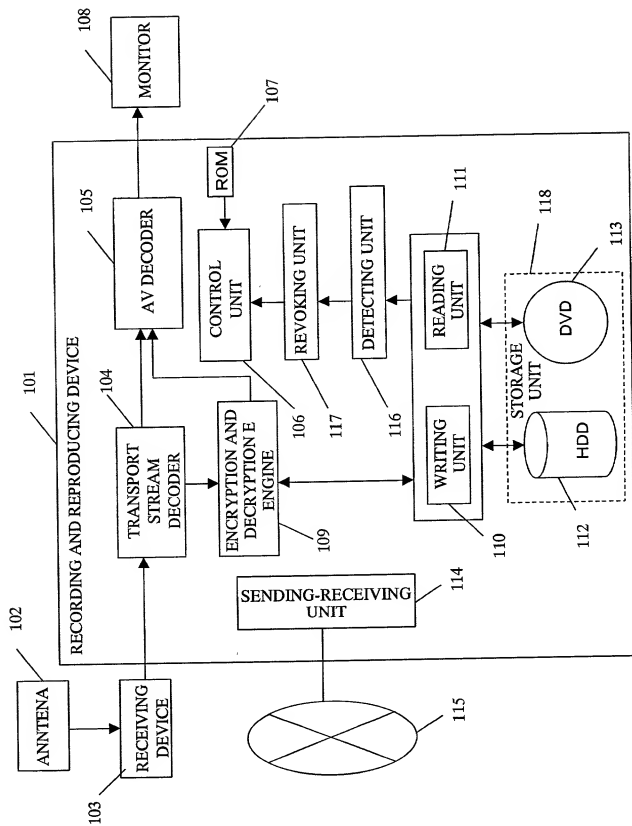 RECORDING AND REPRODUCING DEVICE
101
102
ANNTENA
103
RECEIVING
DEVICE
104
TRANSPORT
STREAM
DECODER
105
AV DECODER
108
MONITOR
107
ROM
CONTROL
UNIT
106
ENCRYPTION AND
DECRYPTION E
ENGINE
109
REVOKING UNIT
117
DETECTING UNIT
116
SENDING-RECEIVING
UNIT
114
115
WRITING
UNIT
110
READING
UNIT
111
118
STORAGE
UNIT
HDD
112
DVD
113